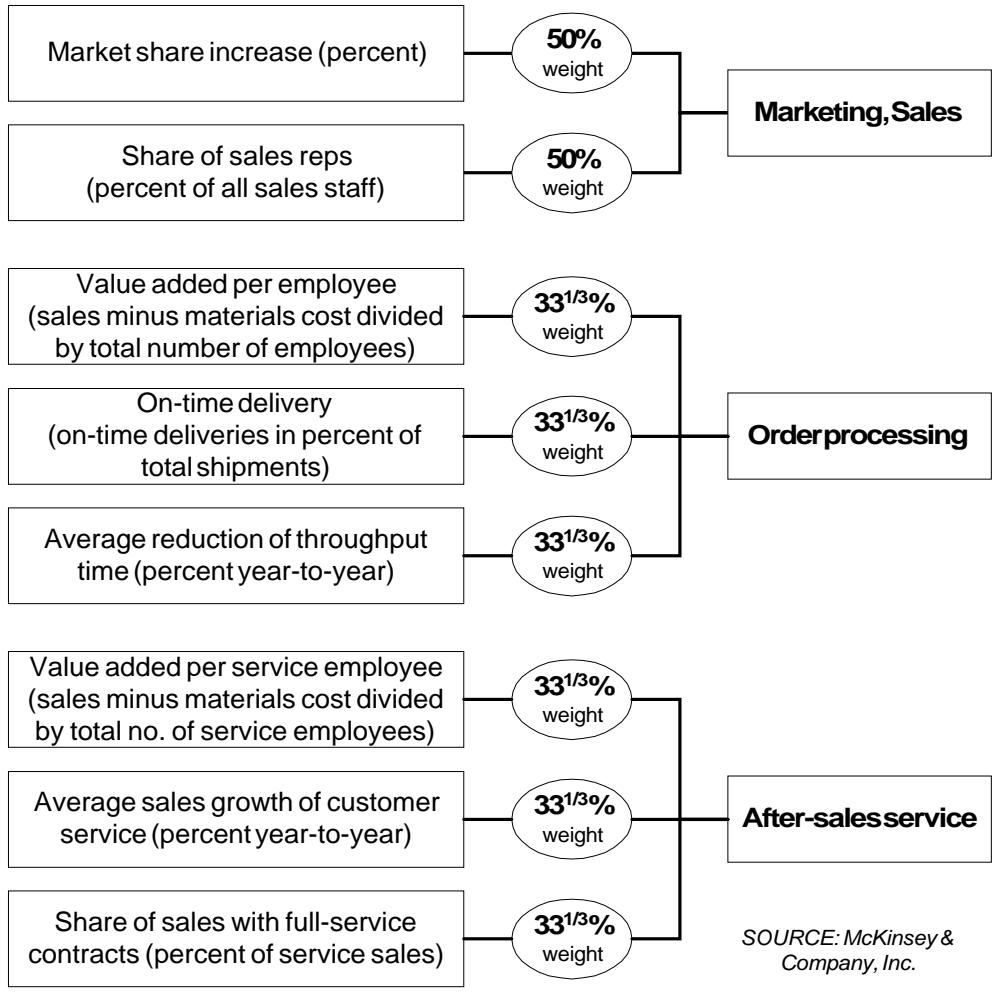 Market share increase (percent)
50%
weight
Share of sales reps
(percent of all sales staff)
50%
weight
Marketing, Sales
Value added per employee
(sales minus materials cost divided
by total number of employees)
33 1/3%
weight
On-time delivery
(on-time deliveries in percent of
total shipments)
33 1/3%
weight
Order processing
Average reduction of throughput
time (percent year-to-year)
33 1/3%
weight
Value added per service employee
(sales minus materials cost divided
by total no. of service employees)
33 1/3%
weight
Average sales growth of customer
service (percent year-to-year)
33 1/3%
weight
After-sales service
Share of sales with full-service
contracts (percent of service sales)
33 1/3%
weight
SOURCE: McKinsey &
Company, Inc.